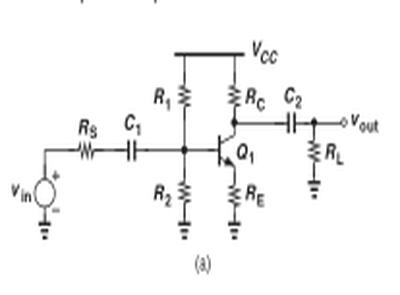 V_CC
R_1
R_C
C_2
v_out
R_S
C_1
Q_1
R_L
v_in
+
−
R_2
R_E
(a)